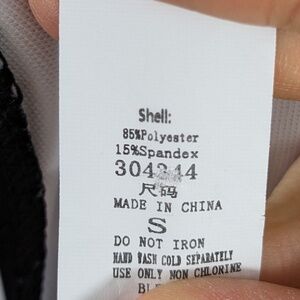 Shell:
85%Polyester
15%Spandex
304244
尺码
MADE IN CHINA
S
DO NOT IRON
HAND WASH COLD SEPARATELY
USE ONLY NON CHLORINE